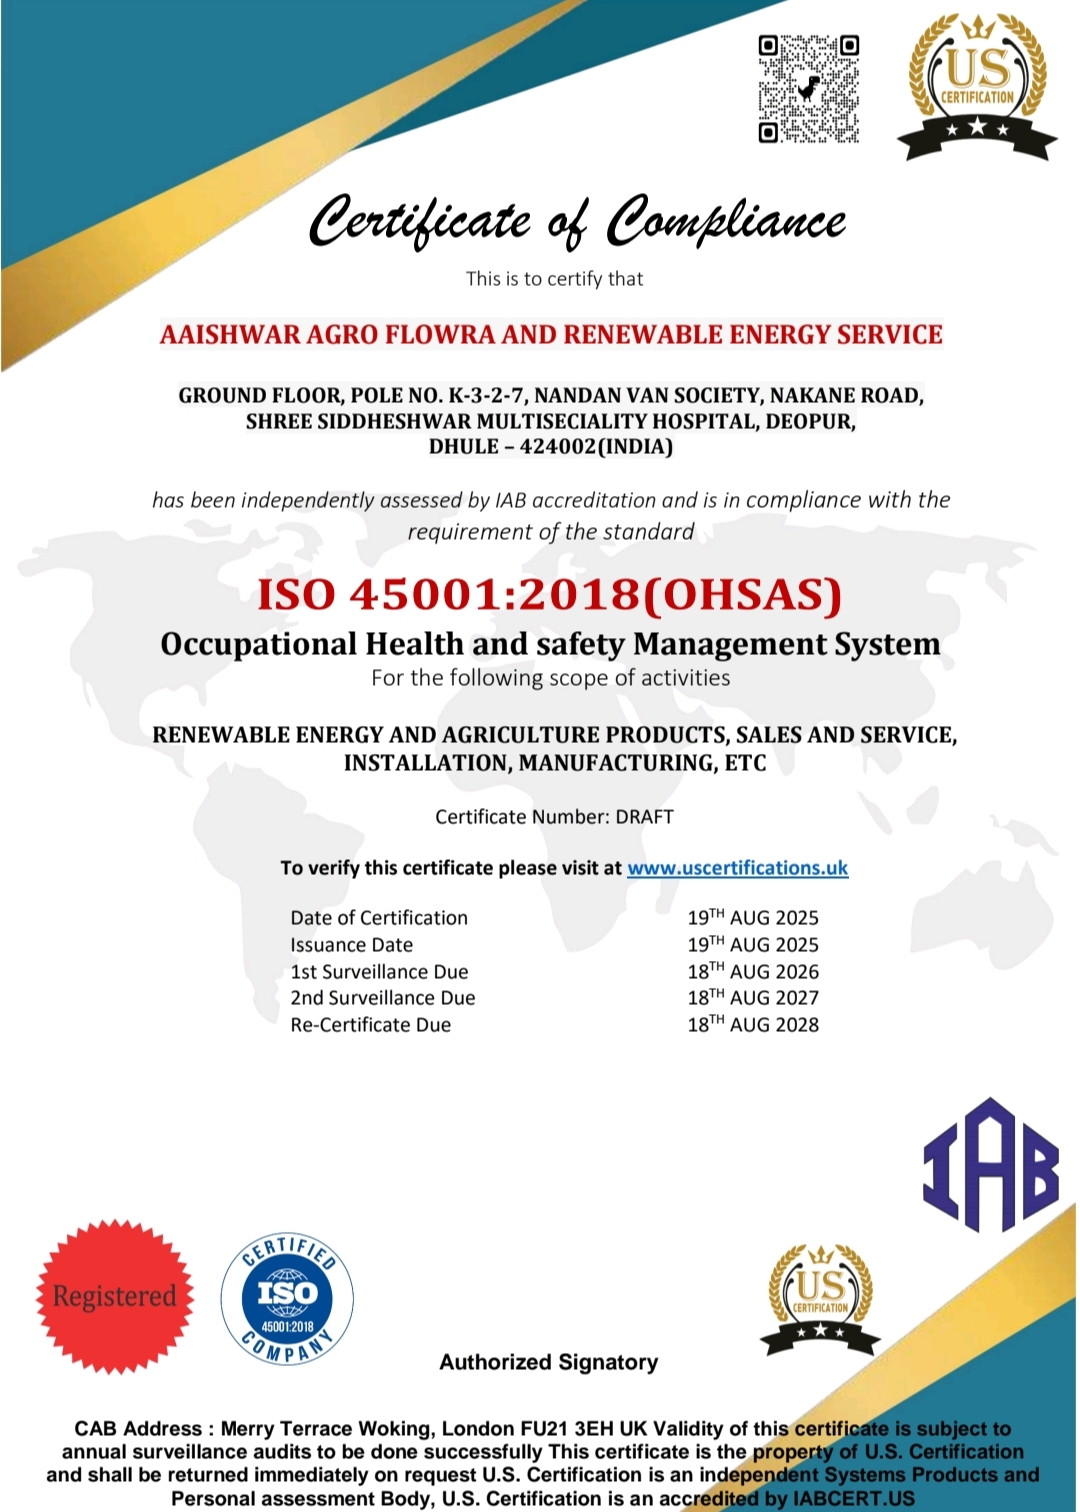 US
CERTIFICATION
Certificate of Compliance
This is to certify that
AAISHWAR AGRO FLOWRA AND RENEWABLE ENERGY SERVICE
GROUND FLOOR, POLE NO. K-3-2-7, NANDAN VAN SOCIETY, NAKANE ROAD,
SHREE SIDDHESHWAR MULTISECIALITY HOSPITAL, DEOPUR,
DHULE – 424002(INDIA)
has been independently assessed by IAB accreditation and is in compliance with the
requirement of the standard
ISO 45001:2018(OHSAS)
Occupational Health and safety Management System
For the following scope of activities
RENEWABLE ENERGY AND AGRICULTURE PRODUCTS, SALES AND SERVICE,
INSTALLATION, MANUFACTURING, ETC
Certificate Number: DRAFT
To verify this certificate please visit at www.uscertifications.uk
Date of Certification 19TH AUG 2025
Issuance Date 19TH AUG 2025
1st Surveillance Due 18TH AUG 2026
2nd Surveillance Due 18TH AUG 2027
Re-Certificate Due 18TH AUG 2028
IAB
Registered
CERTIFIED
ISO
45001:2018
COMPANY
US
CERTIFICATION
Authorized Signatory
CAB Address : Merry Terrace Woking, London FU21 3EH UK Validity of this certificate is subject to
annual surveillance audits to be done successfully This certificate is the property of U.S. Certification
and shall be returned immediately on request U.S. Certification is an independent Systems Products and
Personal assessment Body, U.S. Certification is an accredited by IABCERT.US